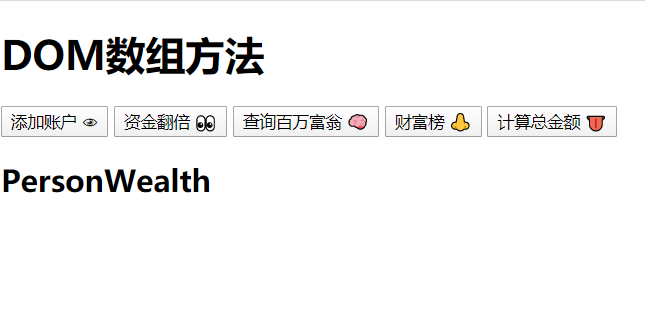 DOM数组方法
添加账户 👁 资金翻倍 👀 查询百万富翁 🧠 财富榜 👃 计算总金额 👅
PersonWealth